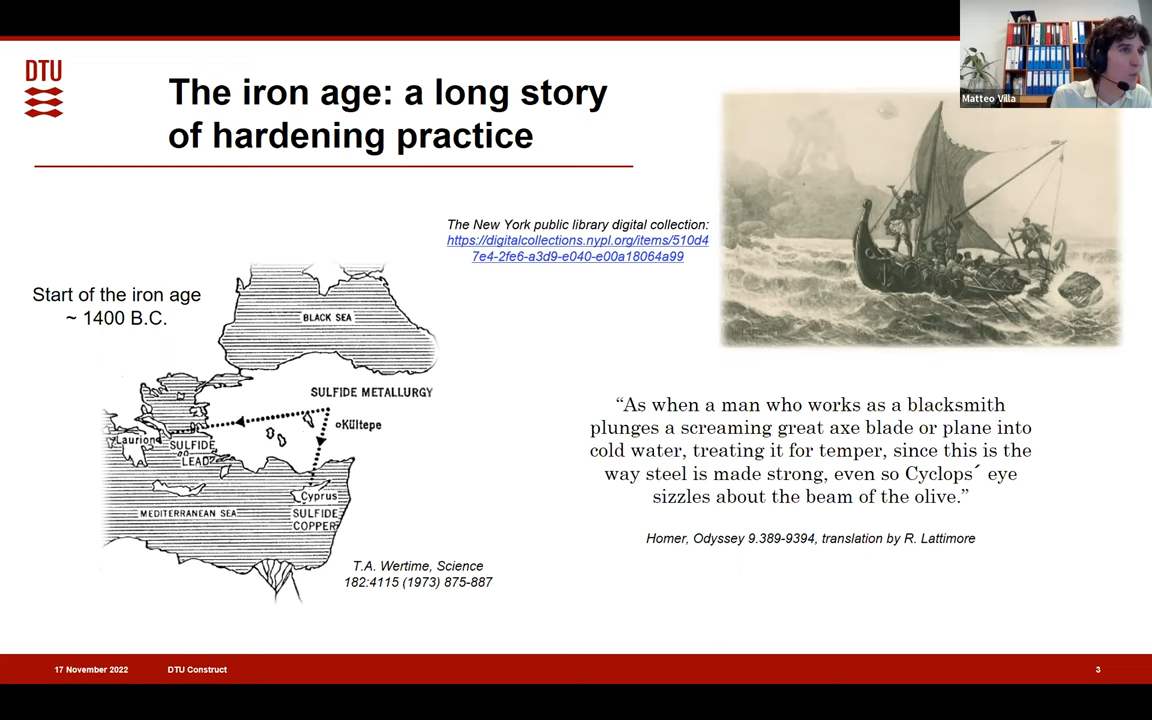 DTU
The iron age: a long story
of hardening practice
Matteo Villa
The New York public library digital collection:
https://digitalcollections.nypl.org/items/510d4
7e4-2fe6-a3d9-e040-e00a18064a99
Start of the iron age
~ 1400 B.C.
BLACK SEA
SULFIDE METALLURGY
Kültepe
Laurion
SULFIDE
LEAD
Cyprus
MEDITERRANEAN SEA
SULFIDE
COPPER
T.A. Wertime, Science
182:4115 (1973) 875-887
“As when a man who works as a blacksmith
plunges a screaming great axe blade or plane into
cold water, treating it for temper, since this is the
way steel is made strong, even so Cyclops´ eye
sizzles about the beam of the olive.”
Homer, Odyssey 9.389-9394, translation by R. Lattimore
17 November 2022
DTU Construct
3